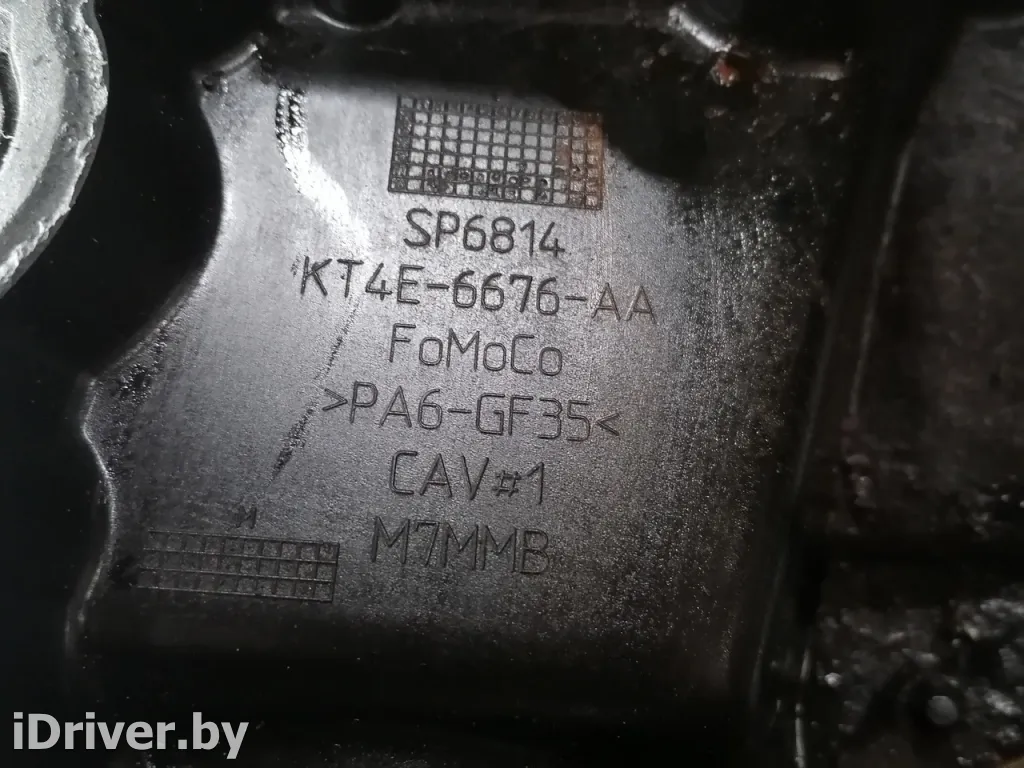 SP6814
KT4E-6676-AA
FoMoCo
>PA6-GF35<
CAV#1
M7MMB
M
iDriver.by